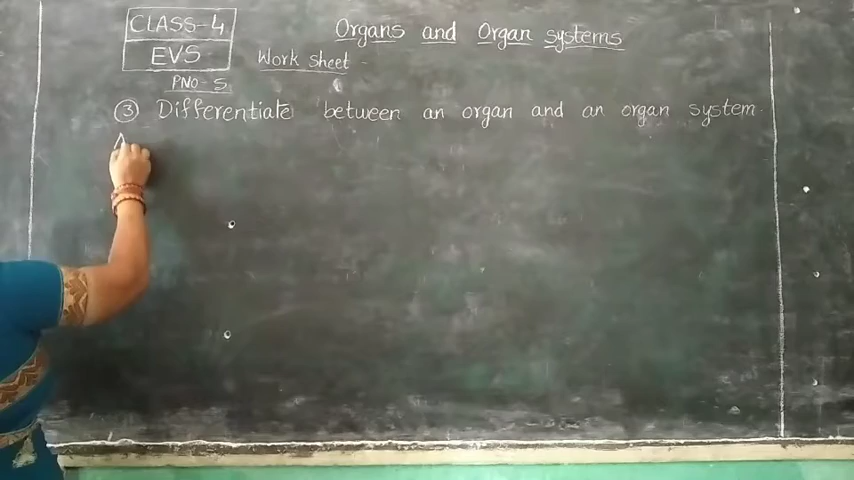 CLASS-4
EVS
Organs and Organ systems
Work sheet -
PNO-5
③ Differentiate between an organ and an organ system.
A